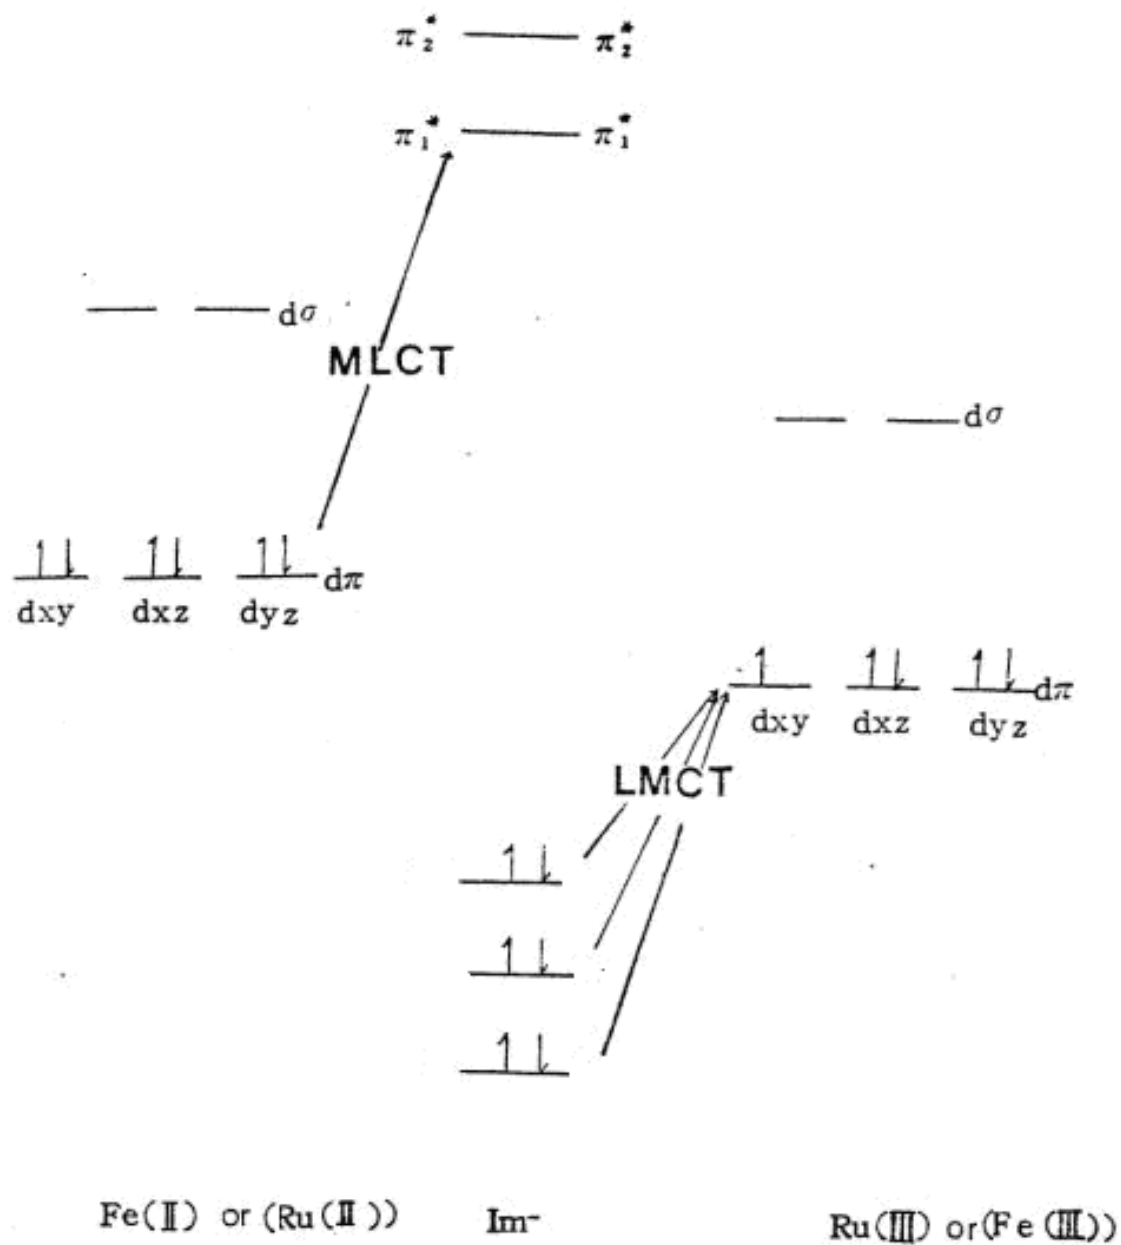 π₂* π₂*
π₁* π₁*
dσ
MLCT
dσ
dπ
dxy dxz dyz
dπ
dxy dxz dyz
LMCT
Fe(Ⅱ) or (Ru(Ⅱ)) Im⁻ Ru(Ⅲ) or(Fe(Ⅲ))